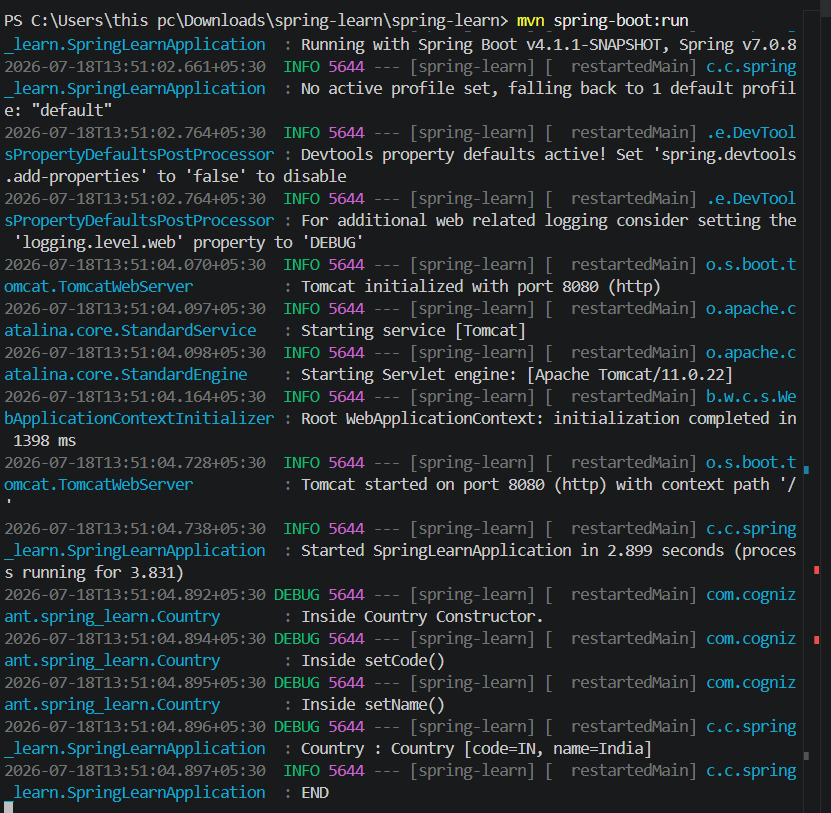 PS C:\Users\this pc\Downloads\spring-learn\spring-learn> mvn spring-boot:run
_learn.SpringLearnApplication  : Running with Spring Boot v4.1.1-SNAPSHOT, Spring v7.0.8
2026-07-18T13:51:02.661+05:30  INFO 5644 --- [spring-learn] [  restartedMain] c.c.spring
_learn.SpringLearnApplication  : No active profile set, falling back to 1 default profil
e: "default"
2026-07-18T13:51:02.764+05:30  INFO 5644 --- [spring-learn] [  restartedMain] .e.DevTool
sPropertyDefaultsPostProcessor : Devtools property defaults active! Set 'spring.devtools
.add-properties' to 'false' to disable
2026-07-18T13:51:02.764+05:30  INFO 5644 --- [spring-learn] [  restartedMain] .e.DevTool
sPropertyDefaultsPostProcessor : For additional web related logging consider setting the
 'logging.level.web' property to 'DEBUG'
2026-07-18T13:51:04.070+05:30  INFO 5644 --- [spring-learn] [  restartedMain] o.s.boot.t
omcat.TomcatWebServer          : Tomcat initialized with port 8080 (http)
2026-07-18T13:51:04.097+05:30  INFO 5644 --- [spring-learn] [  restartedMain] o.apache.c
atalina.core.StandardService   : Starting service [Tomcat]
2026-07-18T13:51:04.098+05:30  INFO 5644 --- [spring-learn] [  restartedMain] o.apache.c
atalina.core.StandardEngine    : Starting Servlet engine: [Apache Tomcat/11.0.22]
2026-07-18T13:51:04.164+05:30  INFO 5644 --- [spring-learn] [  restartedMain] b.w.c.s.We
bApplicationContextInitializer : Root WebApplicationContext: initialization completed in
 1398 ms
2026-07-18T13:51:04.728+05:30  INFO 5644 --- [spring-learn] [  restartedMain] o.s.boot.t
omcat.TomcatWebServer          : Tomcat started on port 8080 (http) with context path '/
'
2026-07-18T13:51:04.738+05:30  INFO 5644 --- [spring-learn] [  restartedMain] c.c.spring
_learn.SpringLearnApplication  : Started SpringLearnApplication in 2.899 seconds (proces
s running for 3.831)
2026-07-18T13:51:04.892+05:30 DEBUG 5644 --- [spring-learn] [  restartedMain] com.cogniz
ant.spring_learn.Country       : Inside Country Constructor.
2026-07-18T13:51:04.894+05:30 DEBUG 5644 --- [spring-learn] [  restartedMain] com.cogniz
ant.spring_learn.Country       : Inside setCode()
2026-07-18T13:51:04.895+05:30 DEBUG 5644 --- [spring-learn] [  restartedMain] com.cogniz
ant.spring_learn.Country       : Inside setName()
2026-07-18T13:51:04.896+05:30 DEBUG 5644 --- [spring-learn] [  restartedMain] c.c.spring
_learn.SpringLearnApplication  : Country : Country [code=IN, name=India]
2026-07-18T13:51:04.897+05:30  INFO 5644 --- [spring-learn] [  restartedMain] c.c.spring
_learn.SpringLearnApplication  : END